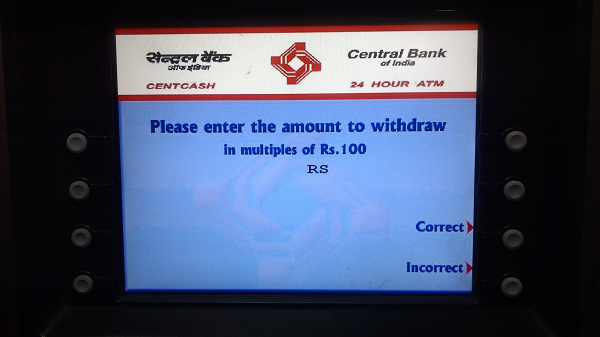 सेन्ट्रल बैंक
ऑफ इंडिया
CENTCASH
Central Bank
of India
24 HOUR ATM
Please enter the amount to withdraw
in multiples of Rs.100
RS
Correct
Incorrect